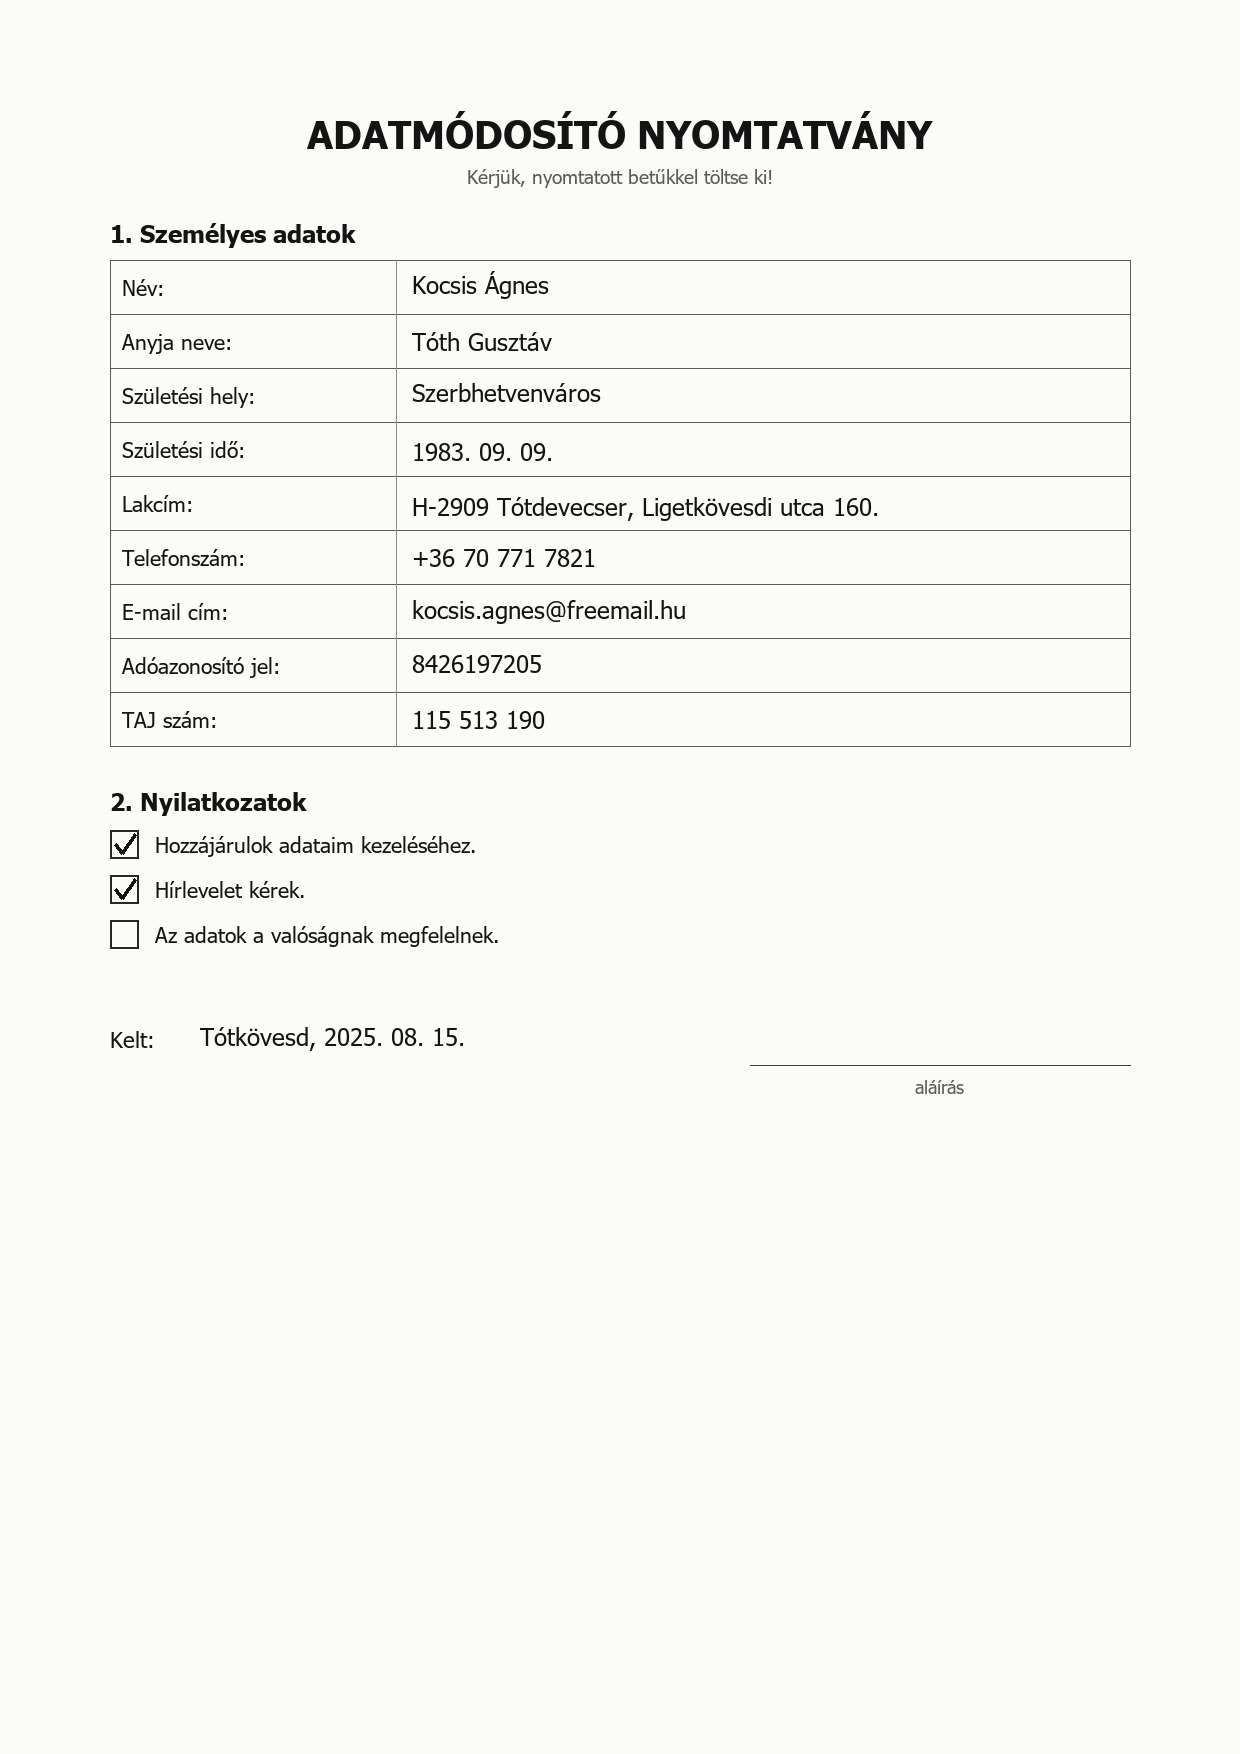 ADATMÓDOSÍTÓ NYOMTATVÁNY
Kérjük, nyomtatott betűkkel töltse ki!
1. Személyes adatok
Név: Kocsis Ágnes
Anyja neve: Tóth Gusztáv
Születési hely: Szerbhetvenváros
Születési idő: 1983. 09. 09.
Lakcím: H-2909 Tótdevecser, Ligetkövesdi utca 160.
Telefonszám: +36 70 771 7821
E-mail cím: kocsis.agnes@freemail.hu
Adóazonosító jel: 8426197205
TAJ szám: 115 513 190
2. Nyilatkozatok
Hozzájárulok adataim kezeléséhez.
Hírlevelet kérek.
Az adatok a valóságnak megfelelnek.
Kelt: Tótkövesd, 2025. 08. 15.
aláírás